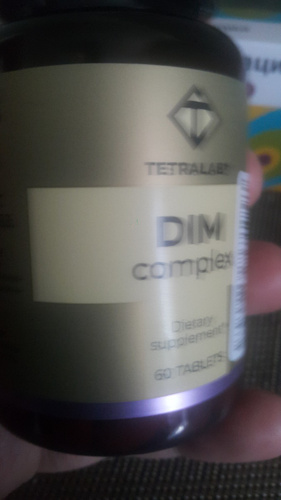 TETRALAB
DIM
complex
Dietary
supplement
60 TABLETS